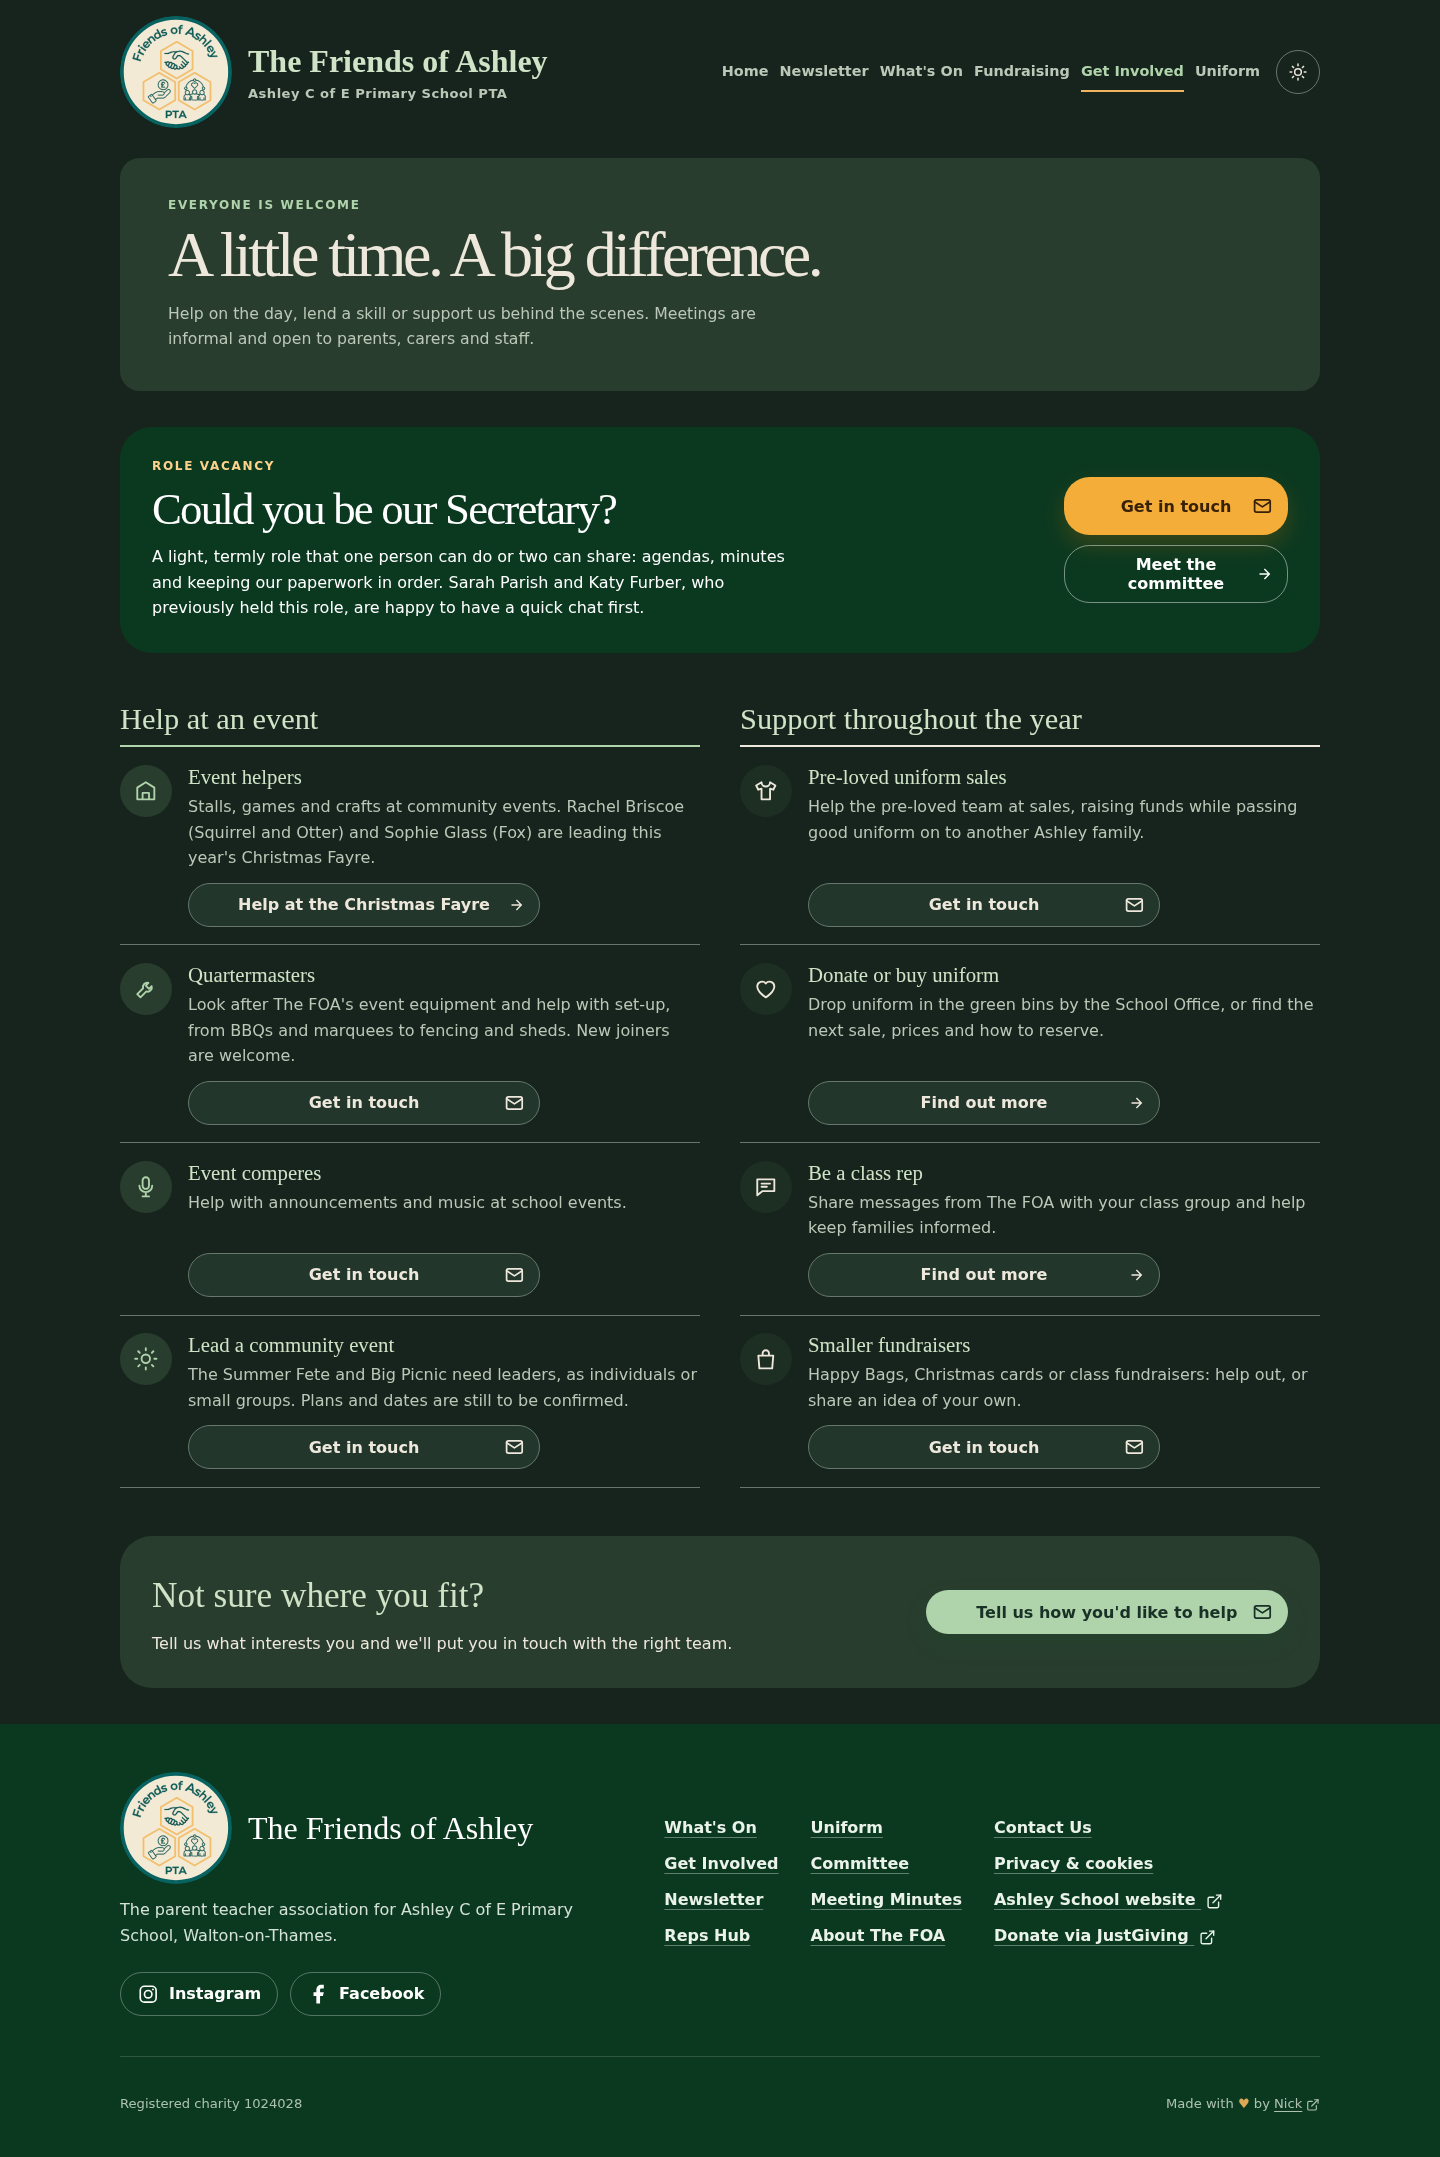 Friends of Ashley
£
PTA
The Friends of Ashley
Ashley C of E Primary School PTA
Home Newsletter What's On Fundraising Get Involved Uniform
EVERYONE IS WELCOME
A little time. A big difference.
Help on the day, lend a skill or support us behind the scenes. Meetings are
informal and open to parents, carers and staff.
ROLE VACANCY
Could you be our Secretary?
A light, termly role that one person can do or two can share: agendas, minutes
and keeping our paperwork in order. Sarah Parish and Katy Furber, who
previously held this role, are happy to have a quick chat first.
Get in touch
Meet the
committee
Help at an event
Event helpers
Stalls, games and crafts at community events. Rachel Briscoe
(Squirrel and Otter) and Sophie Glass (Fox) are leading this
year's Christmas Fayre.
Help at the Christmas Fayre
Quartermasters
Look after The FOA's event equipment and help with set-up,
from BBQs and marquees to fencing and sheds. New joiners
are welcome.
Get in touch
Event comperes
Help with announcements and music at school events.
Get in touch
Lead a community event
The Summer Fete and Big Picnic need leaders, as individuals or
small groups. Plans and dates are still to be confirmed.
Get in touch
Support throughout the year
Pre-loved uniform sales
Help the pre-loved team at sales, raising funds while passing
good uniform on to another Ashley family.
Get in touch
Donate or buy uniform
Drop uniform in the green bins by the School Office, or find the
next sale, prices and how to reserve.
Find out more
Be a class rep
Share messages from The FOA with your class group and help
keep families informed.
Find out more
Smaller fundraisers
Happy Bags, Christmas cards or class fundraisers: help out, or
share an idea of your own.
Get in touch
Not sure where you fit?
Tell us what interests you and we'll put you in touch with the right team.
Tell us how you'd like to help
Friends of Ashley
£
PTA
The Friends of Ashley
The parent teacher association for Ashley C of E Primary
School, Walton-on-Thames.
Instagram
Facebook
What's On
Get Involved
Newsletter
Reps Hub
Uniform
Committee
Meeting Minutes
About The FOA
Contact Us
Privacy & cookies
Ashley School website
Donate via JustGiving
Registered charity 1024028
Made with ♥ by Nick